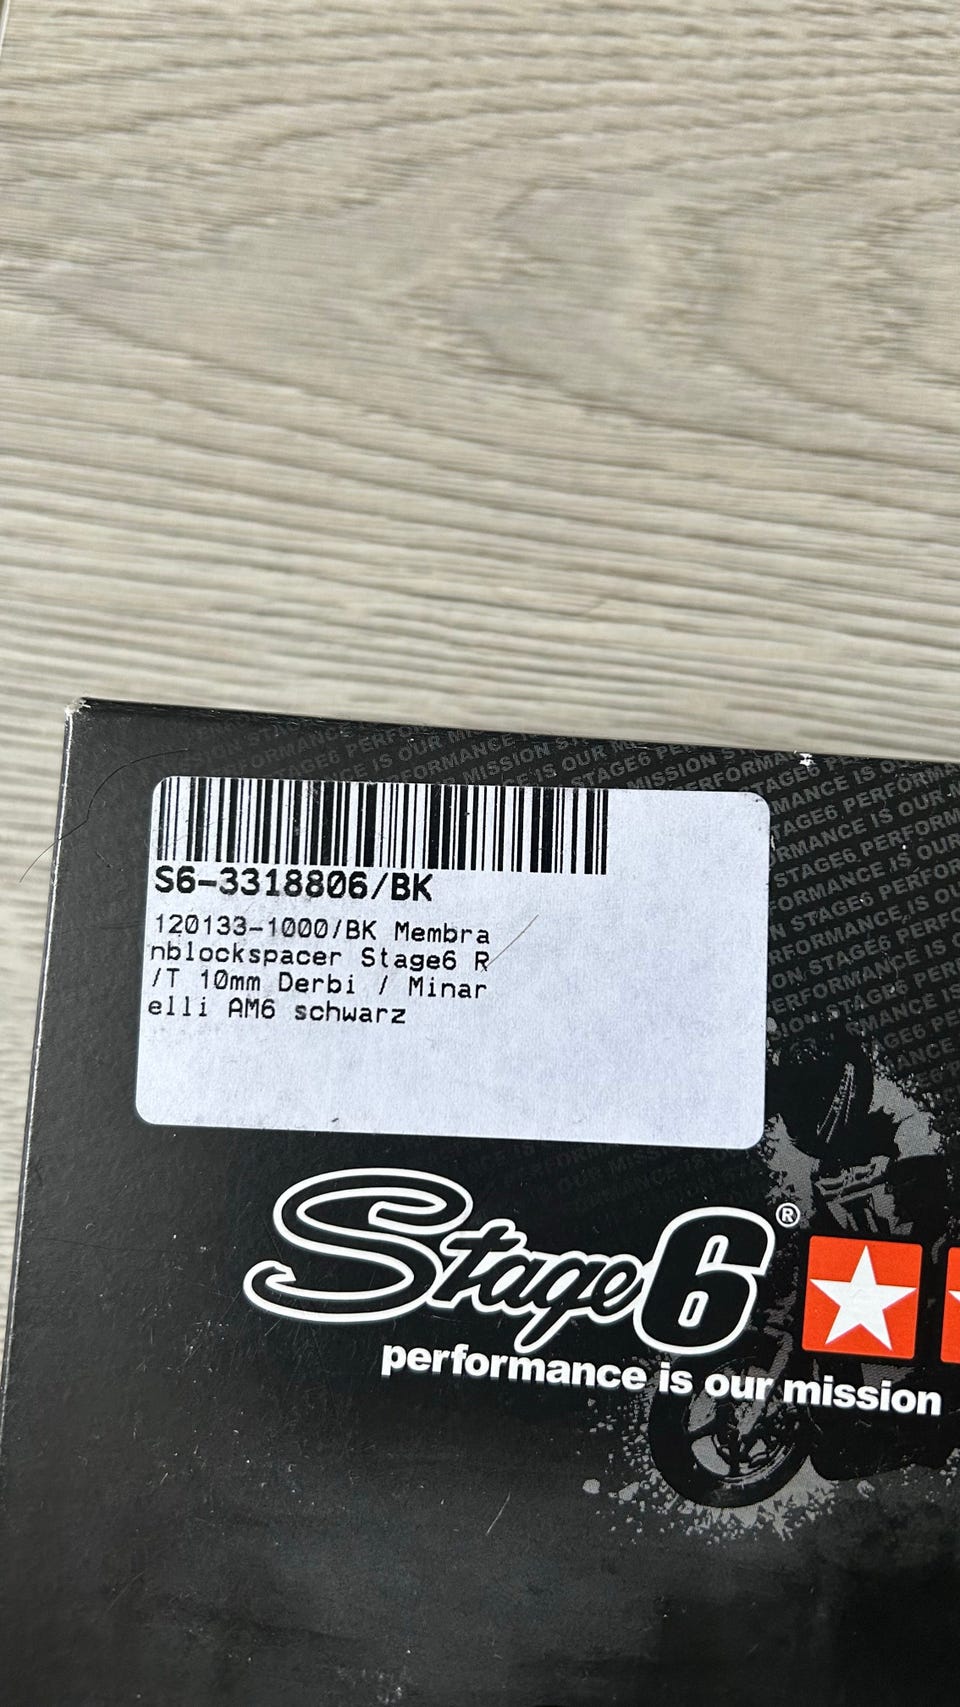 S6-3318806/BK
120133-1000/BK Membra
nblockspacer Stage6 R
/T 10mm Derbi / Minar
elli AM6 schwarz
Stage6®
performance is our mission